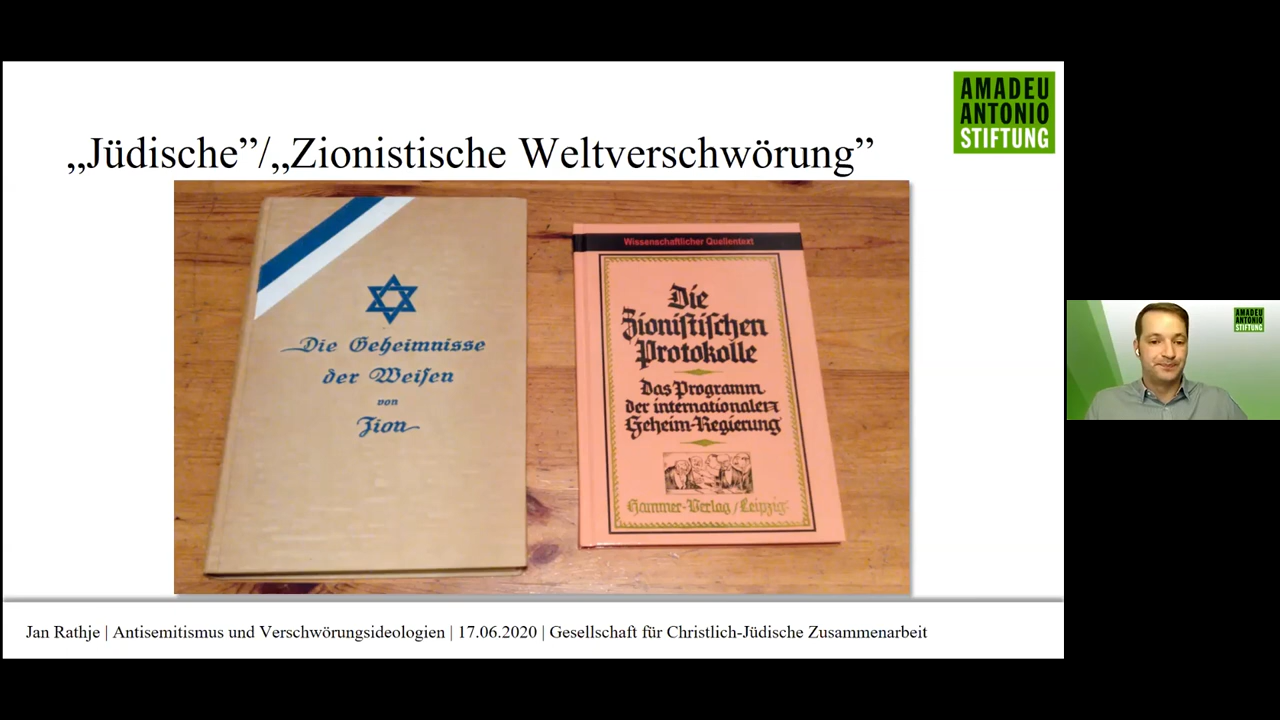 „Jüdische”/„Zionistische Weltverschwörung”
AMADEU
ANTONIO
STIFTUNG
Die Geheimnisse
der Weisen
von
Zion
Wissenschaftlicher Quellentext
Die
Zionistischen
Protokolle
Das Programm
der internationalen
Geheim-Regierung
Hammer-Verlag / Leipzig
AMADEU
ANTONIO
STIFTUNG
Jan Rathje | Antisemitismus und Verschwörungsideologien | 17.06.2020 | Gesellschaft für Christlich-Jüdische Zusammenarbeit